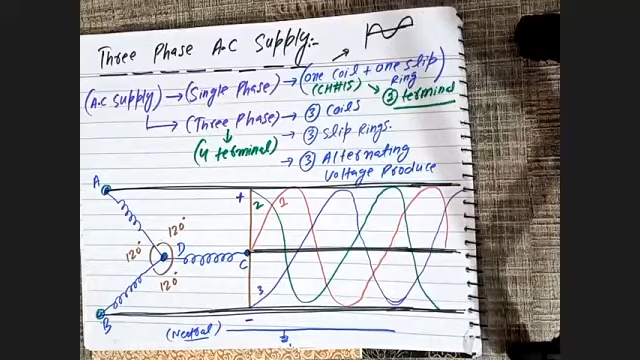 Three Phase A.C Supply:-
(A.C supply) → (Single Phase) → (one coil + one slip Ring)
(CH#15) → ③ terminal
→ (Three Phase) → ③ Coils
(4 terminal) → ③ Slip Rings.
→ ③ Alternating
Voltage Produce
A
+
2 1
120°
120° D
120°
C
3
B
-
(Neutral)